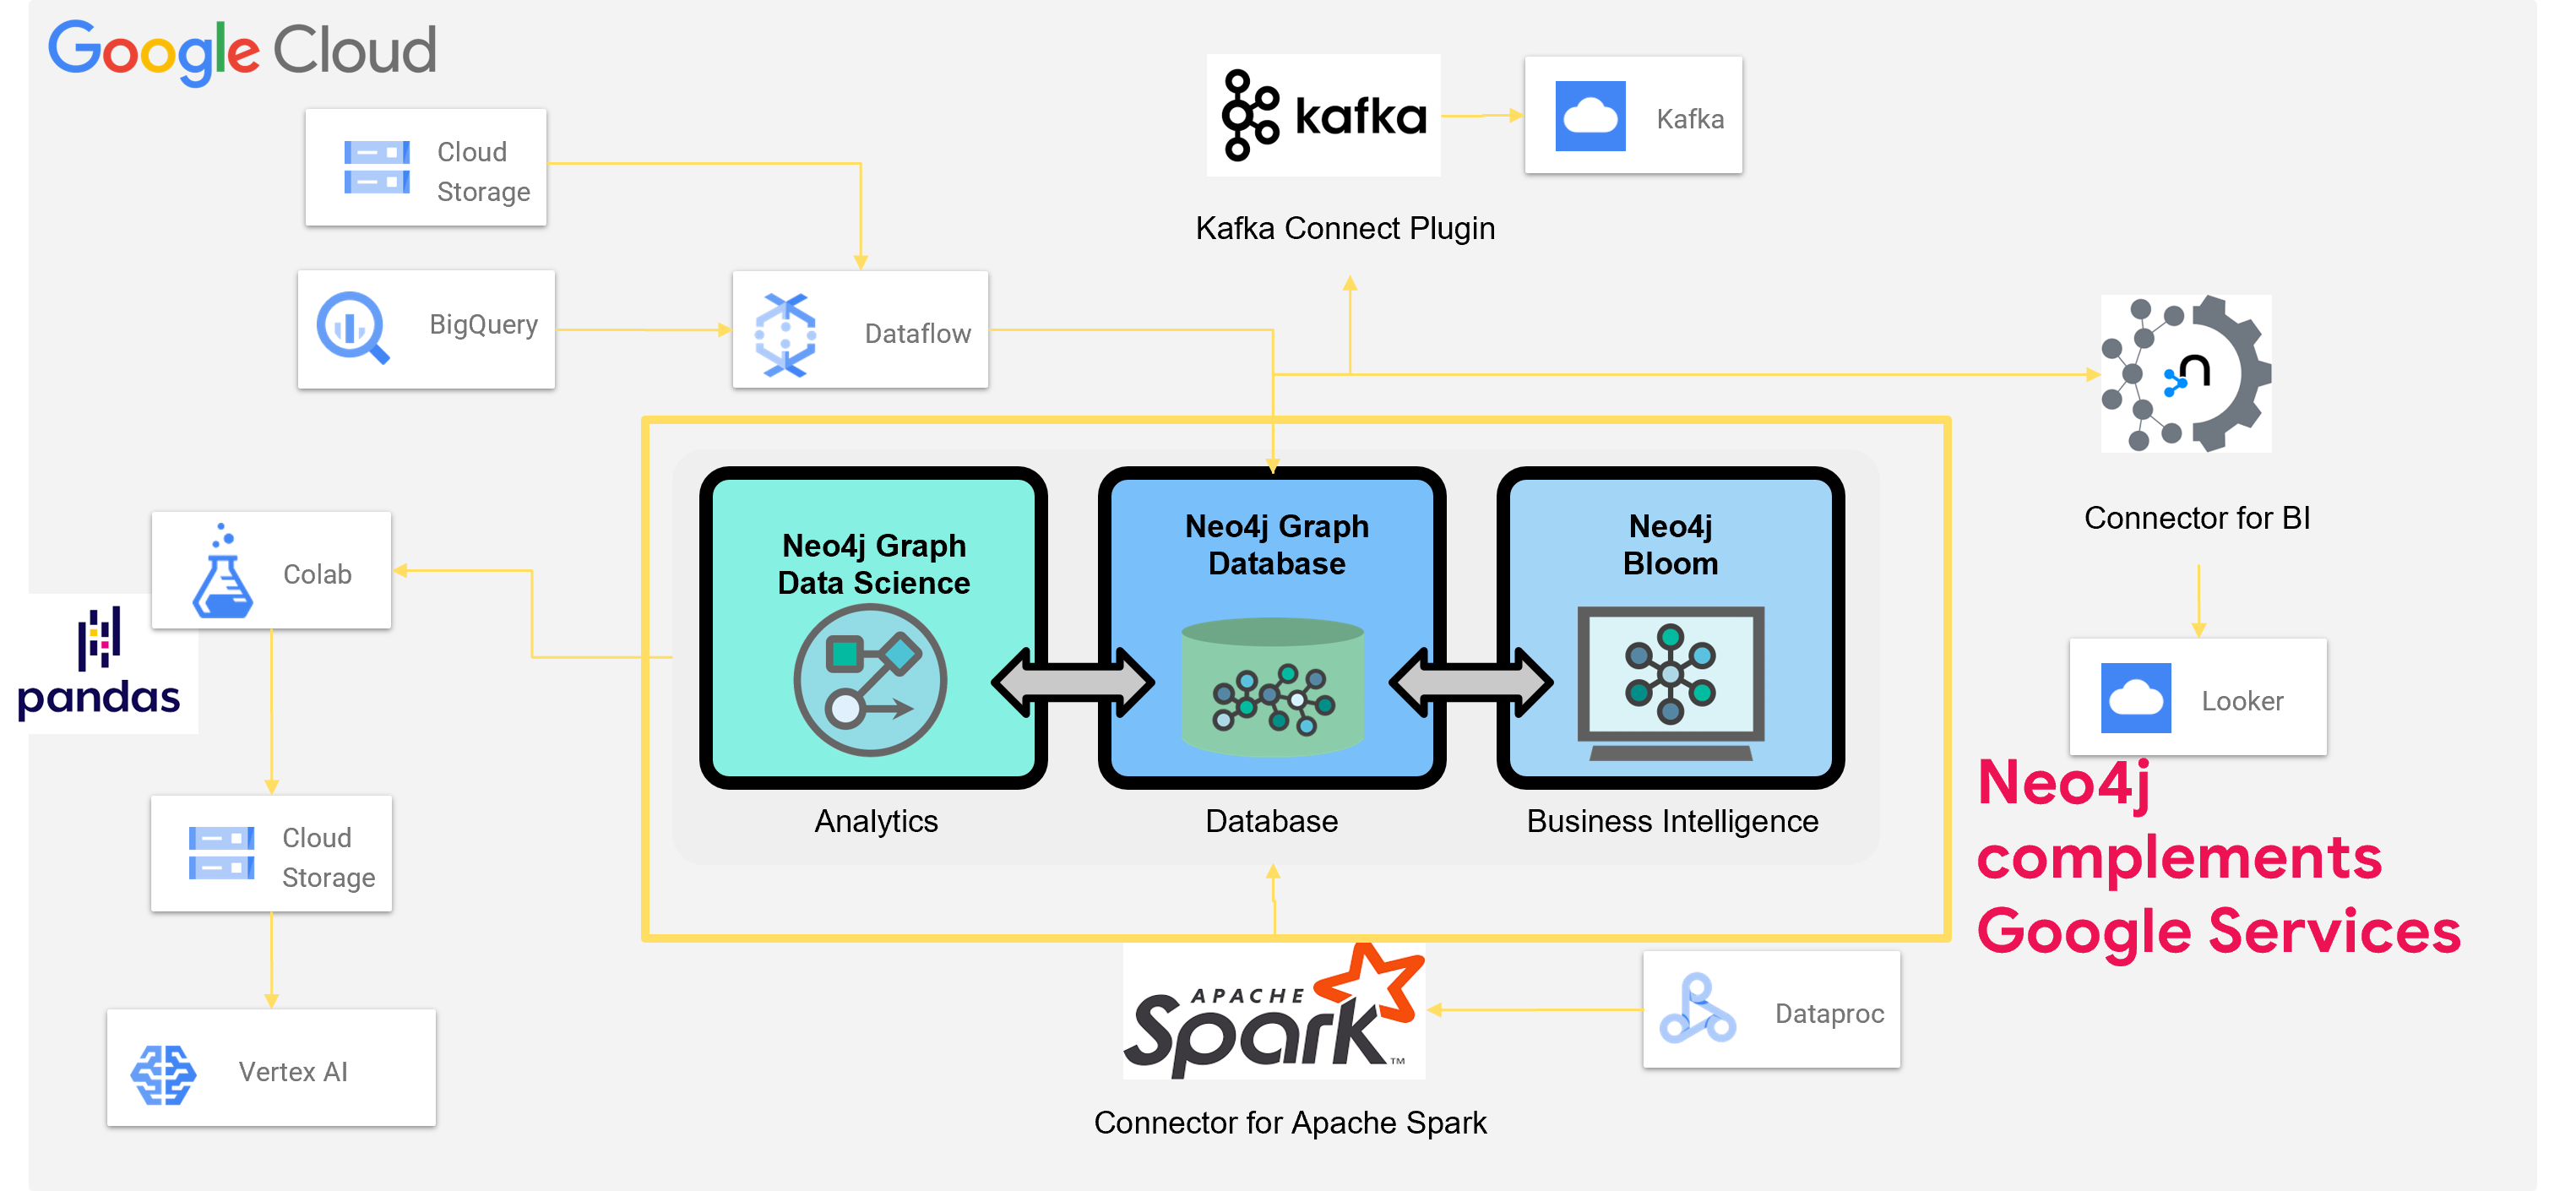 Google Cloud
kafka
Kafka
Kafka Connect Plugin
Cloud
Storage
BigQuery
Dataflow
n
Connector for BI
Looker
Colab
pandas
Neo4j Graph
Data Science
Analytics
Neo4j Graph
Database
Database
Neo4j
Bloom
Business Intelligence
Neo4j
complements
Google Services
Cloud
Storage
Vertex AI
APACHE
Spark™
Connector for Apache Spark
Dataproc